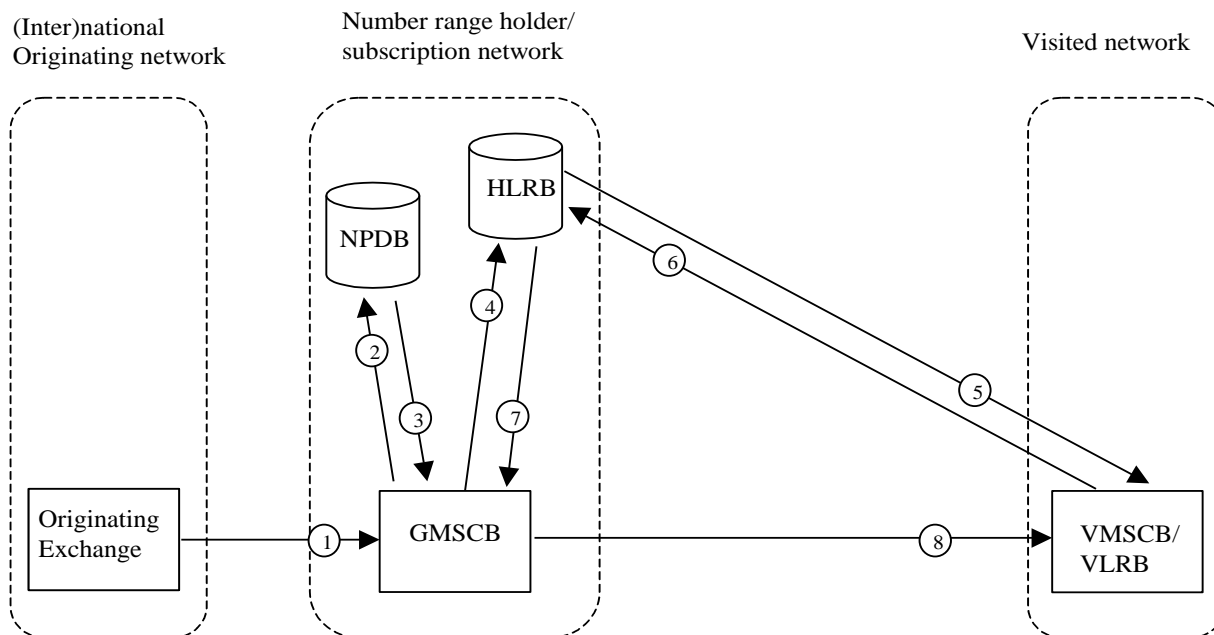 (Inter)national
Originating network
Number range holder/
subscription network
Visited network
HLRB
NPDB
6
4
2
5
3
7
Originating
Exchange
1
GMSCB
8
VMSCB/
VLRB